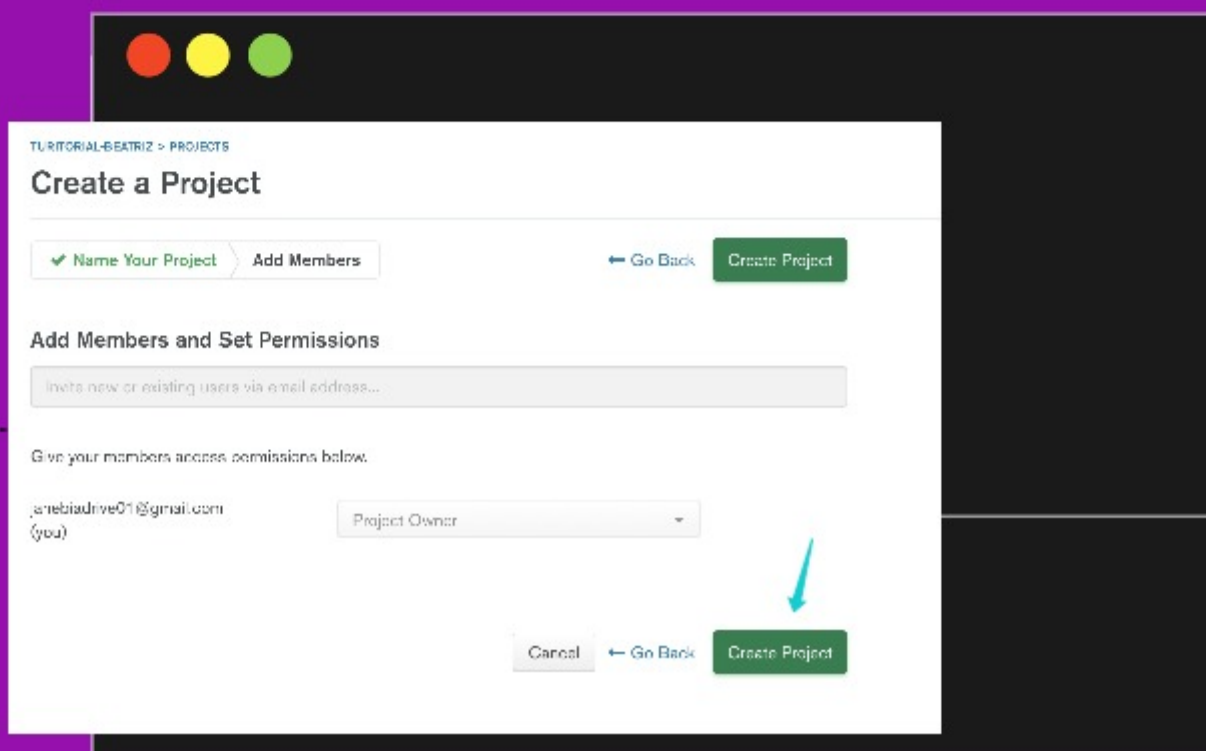 TURITORIAL-BEATRIZ > PROJECTS
Create a Project
Name Your Project Add Members
Go Back Create Project
Add Members and Set Permissions
Invite new or existing users via email address...
Give your members access permissions below.
janebiadrive01@gmail.com
(you)
Project Owner
Cancel Go Back Create Project